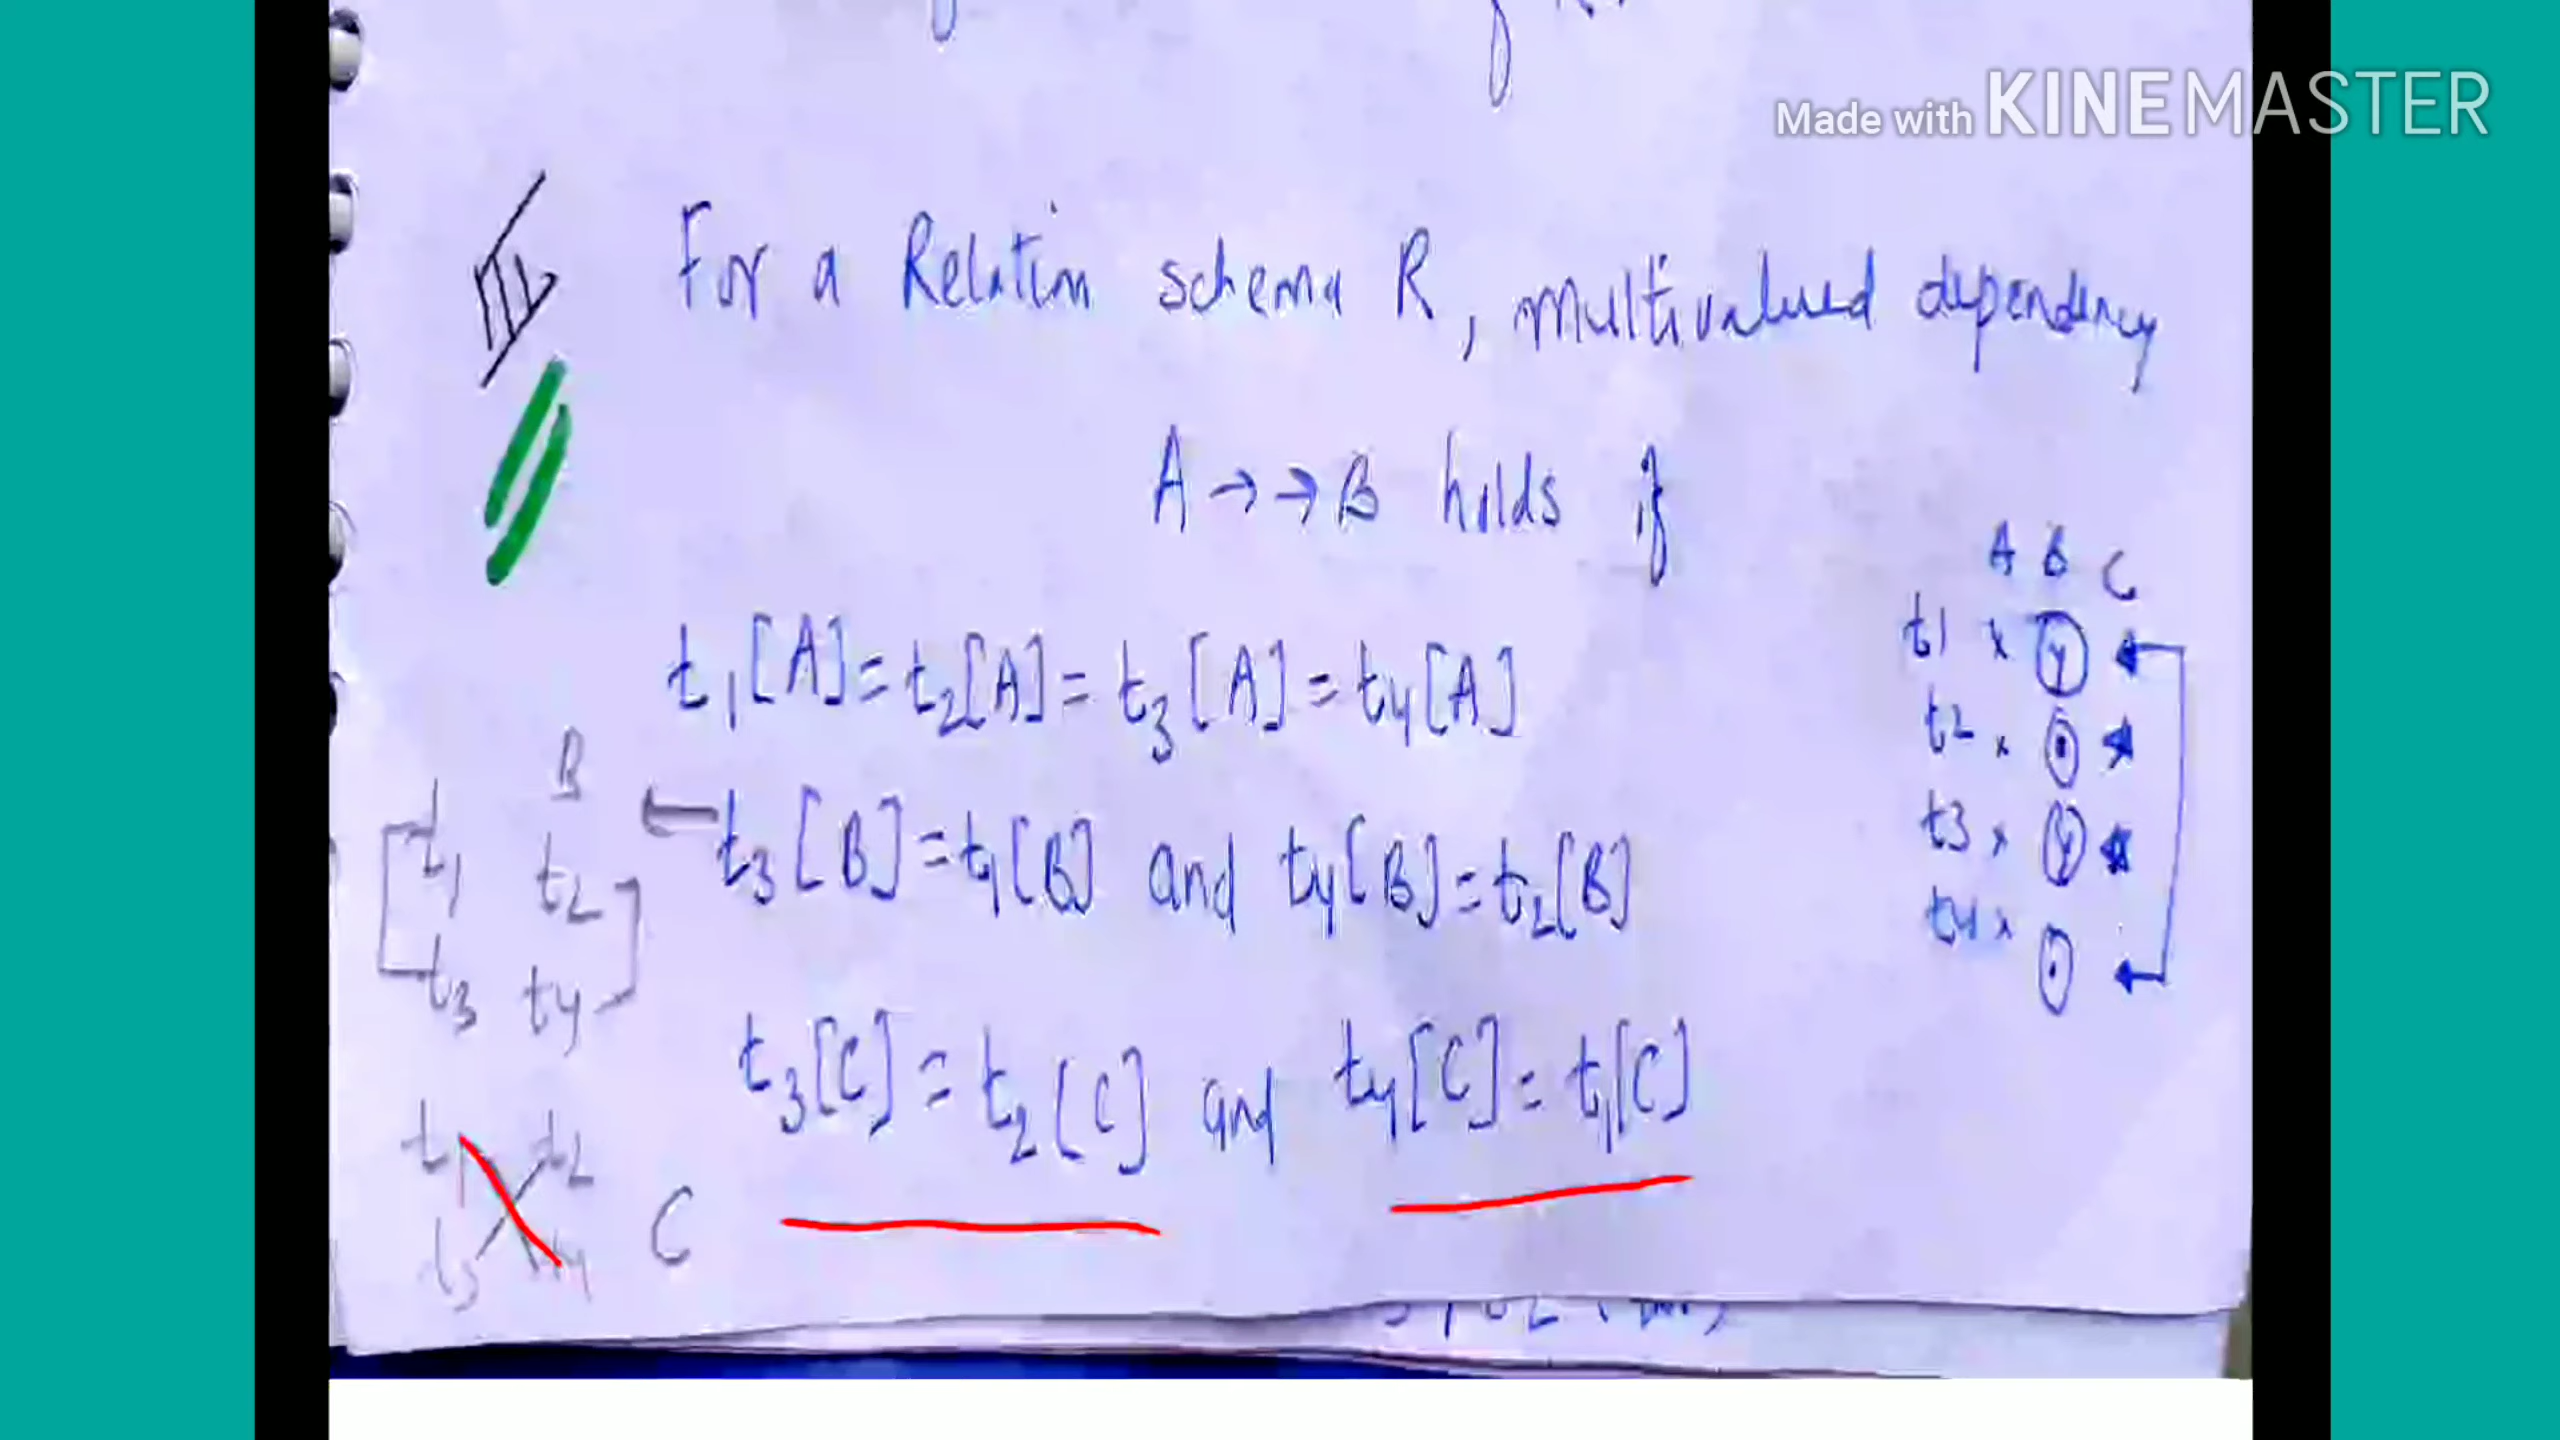 Made with KINEMASTER
III For a Relation schema R, multivalued dependency
A →→ B holds if
A B C
t1 x y
t2 x
t3 x y
t4 x
t1[A] = t2[A] = t3[A] = t4[A]
B
t1 t2
t3 t4
t3[B] = t1[B] and t4[B] = t2[B]
t3[C] = t2[C] and t4[C] = t1[C]
t1 t2
t3 t4 C